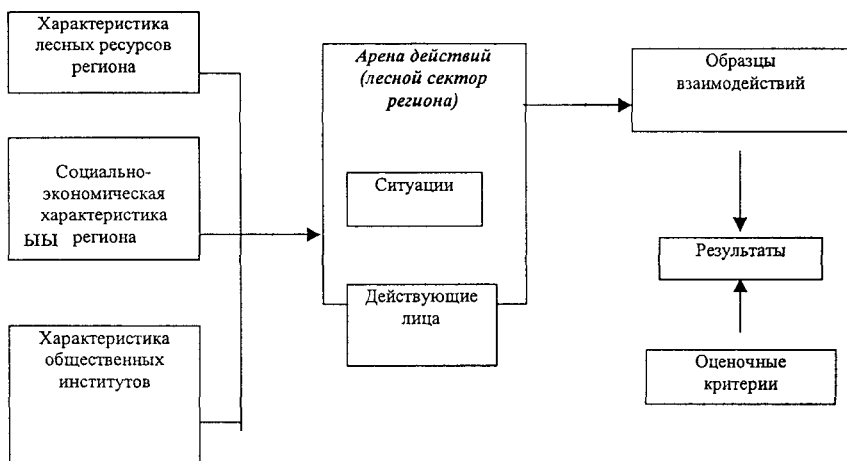 Характеристика
лесных ресурсов
региона
Социально-
экономическая
характеристика
ЫЫ региона
Характеристика
общественных
институтов
Арена действий
(лесной сектор
региона)
Ситуации
Действующие
лица
Образцы
взаимодействий
Результаты
Оценочные
критерии